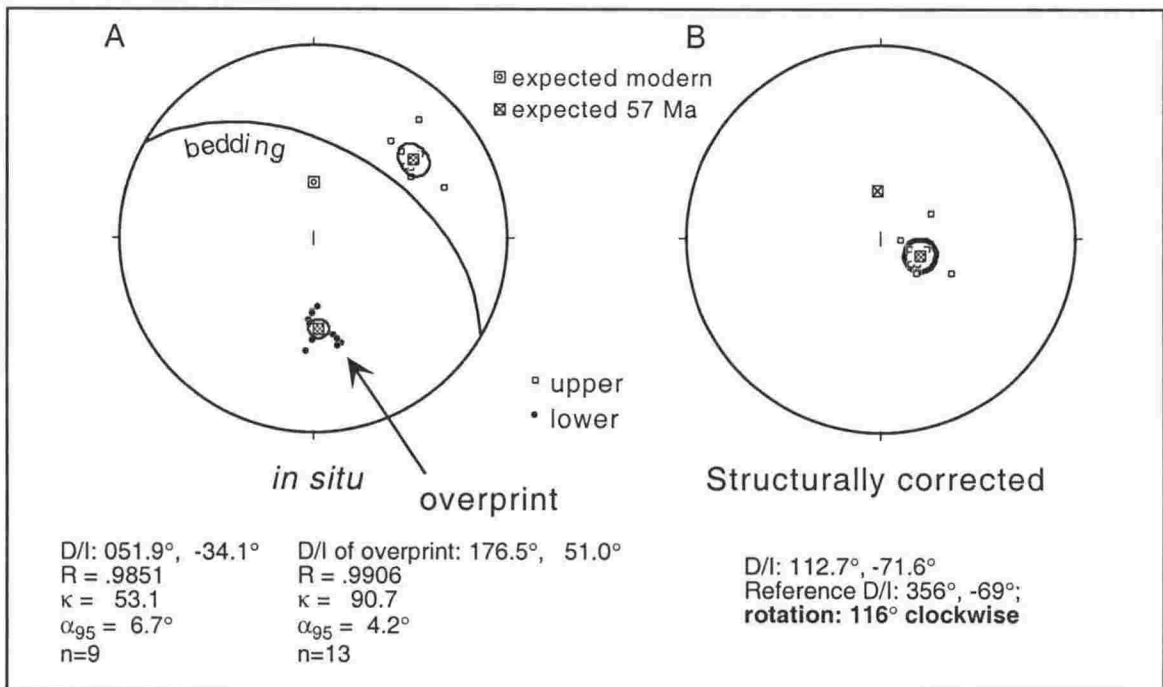 A
B
expected modern
expected 57 Ma
bedding
upper
lower
in situ
overprint
Structurally corrected
D/I: 051.9°, -34.1°
R = .9851
κ = 53.1
α95 = 6.7°
n=9
D/I of overprint: 176.5°, 51.0°
R = .9906
κ = 90.7
α95 = 4.2°
n=13
D/I: 112.7°, -71.6°
Reference D/I: 356°, -69°;
rotation: 116° clockwise